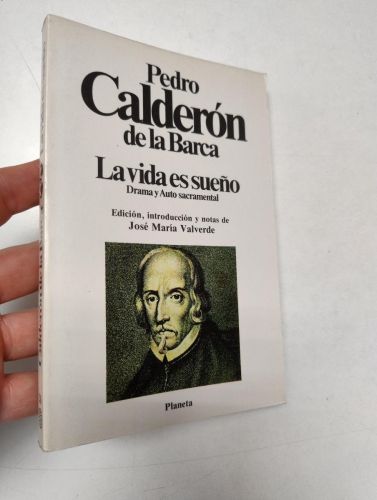 Pedro
Calderón
de la Barca
La vida es sueño
Drama y Auto sacramental
Edición, introducción y notas de
José María Valverde
Planeta